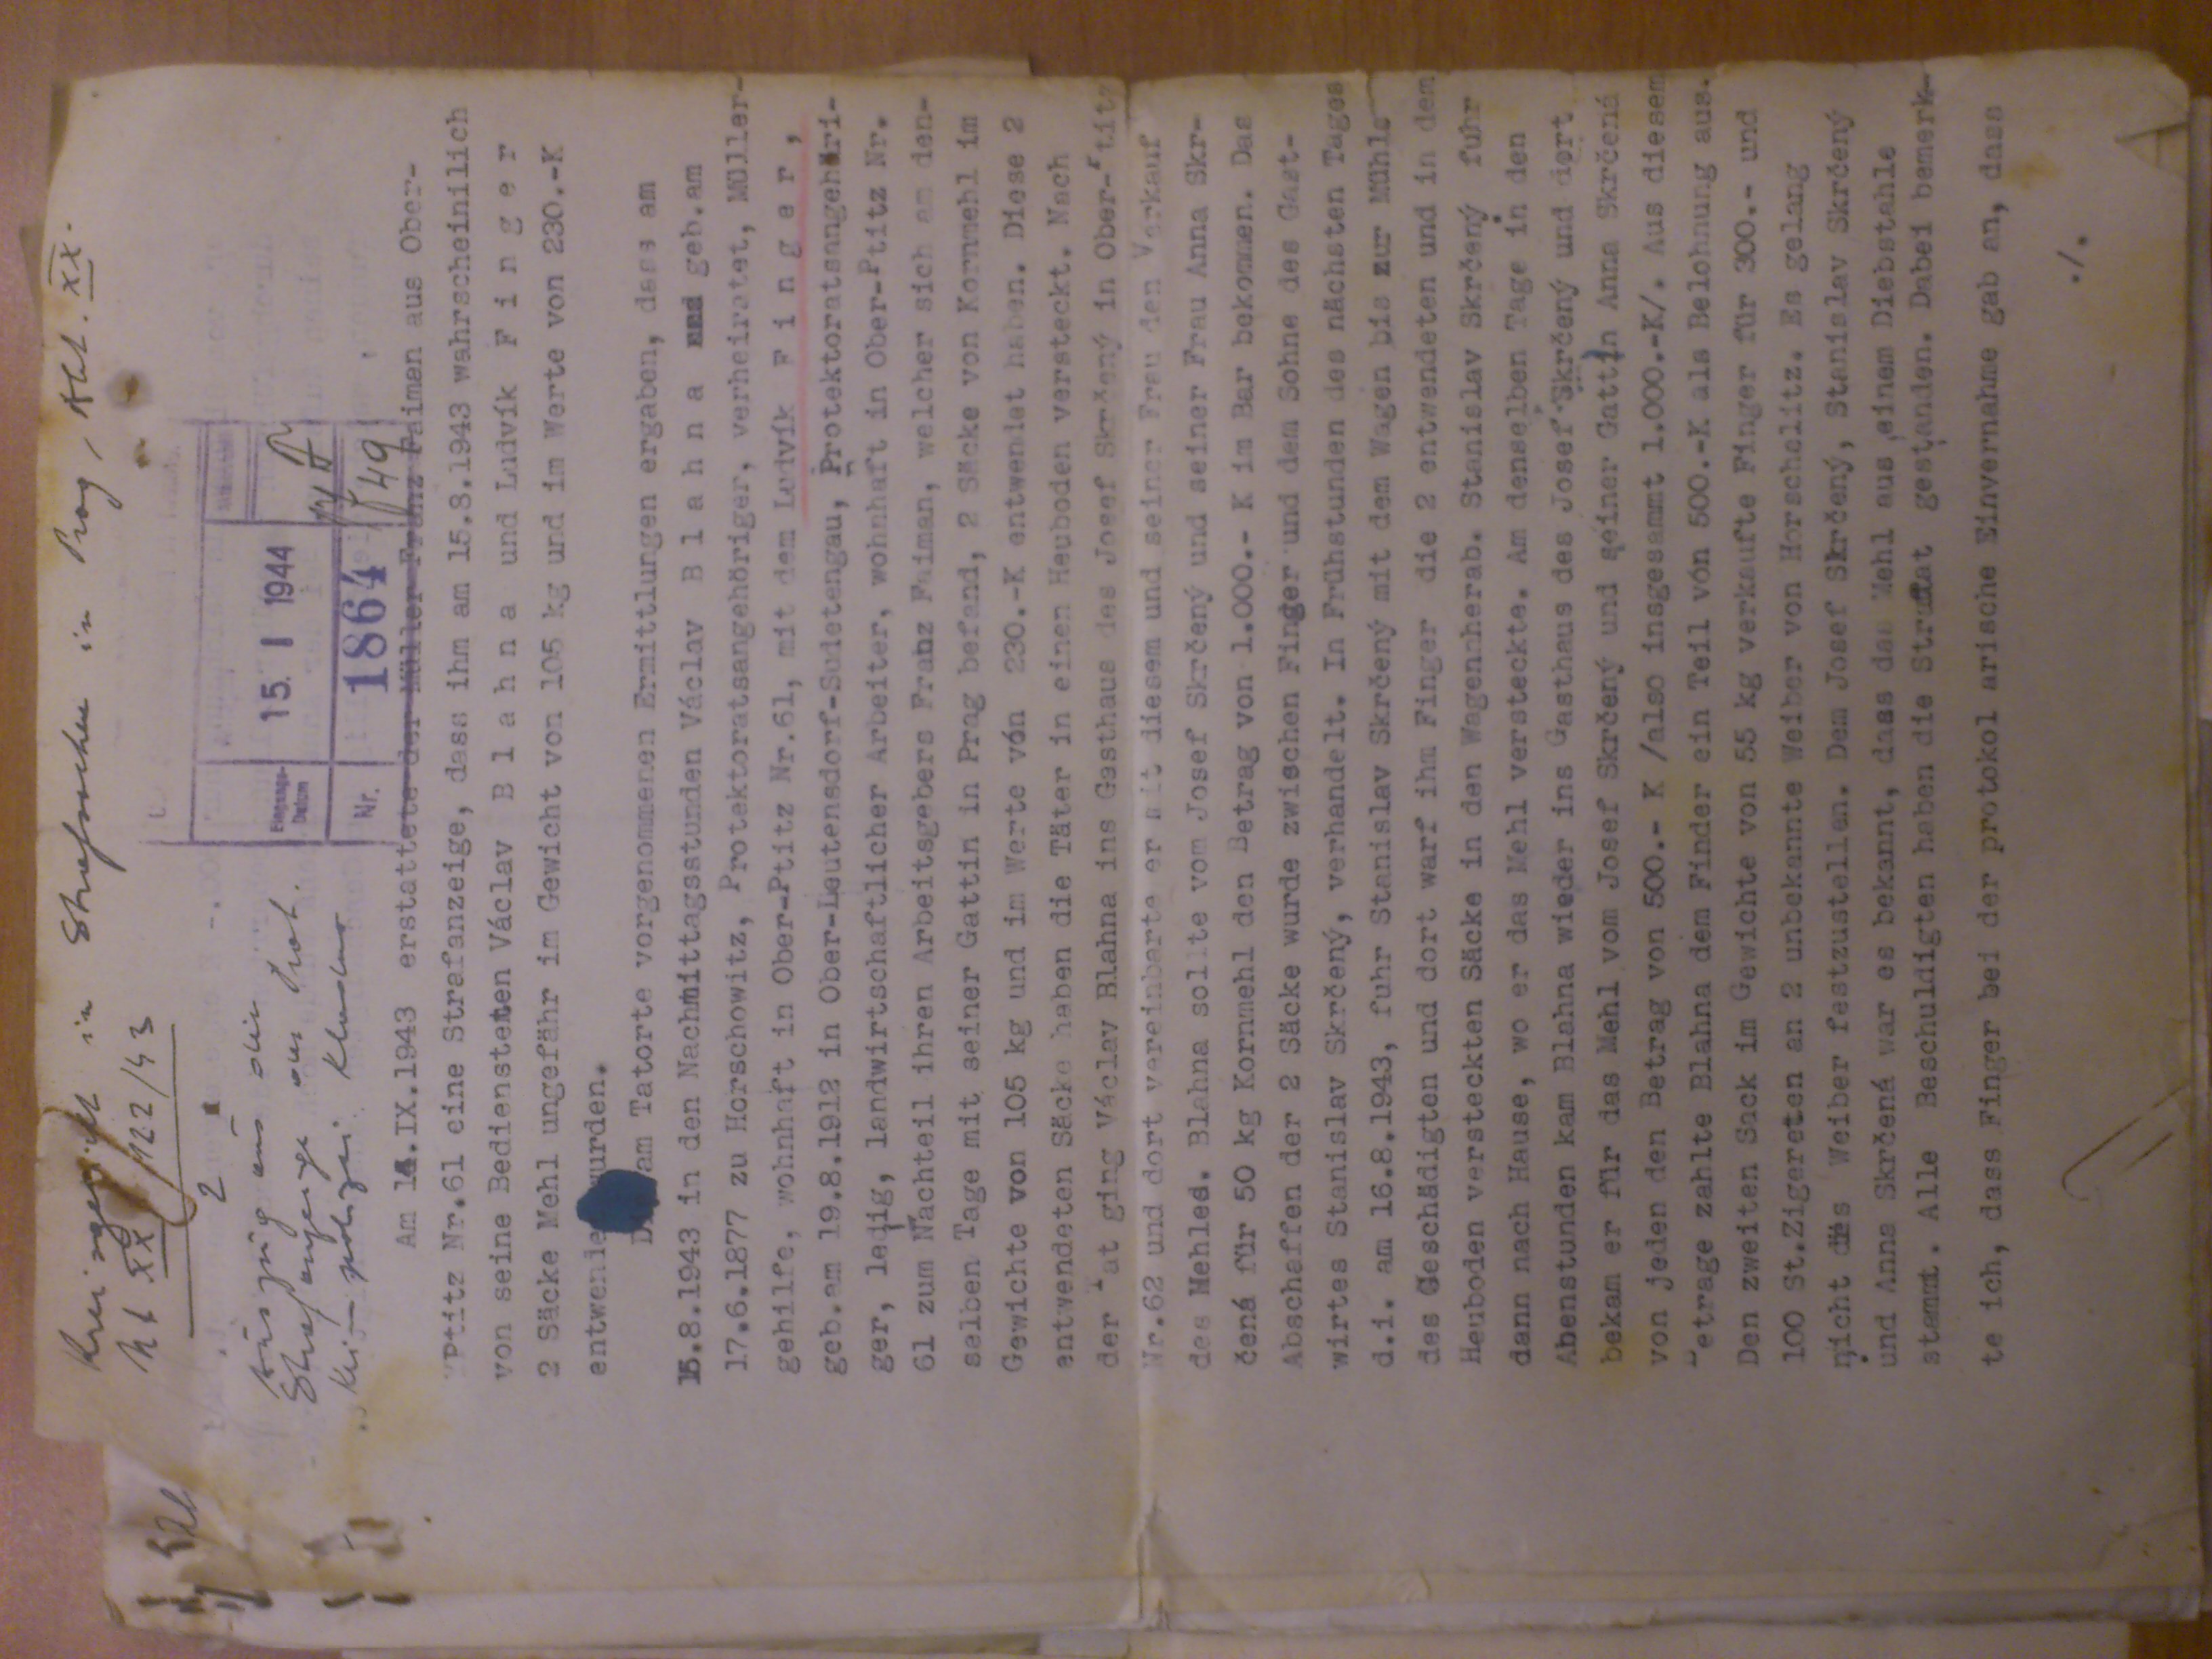 Kreisgericht in Strafsachen in Prag, Abt. XX.
Nt XX 122/43
2
521
Auszug aus der
Strafanzeige der Prot.
Krim polizei Kladno
Eingangs-
Datum
15. I 1944
Nr.
1864
49
Am 14.IX.1943 erstattete der Müller Franz Faiman aus Ober-
Ptitz Nr.61 eine Strafanzeige, dass ihm am 15.8.1943 wahrscheinilich
von seine Bediensteten Václav B l a h n a und Ludvík F i n g e r
2 Säcke Mehl ungefähr im Gewicht von 105 kg und im Werte von 230.-K
entwendet wurden.
Die am Tatorte vorgenommenen Ermittlungen ergaben, dass am
15.8.1943 in den Nachmittagsstunden Václav B l a h n a und geb.am
17.6.1877 zu Horschowitz, Protektoratsangehöriger, verheiratet, Müller-
gehilfe, wohnhaft in Ober-Ptitz Nr.61, mit dem Ludvík F i n g e r ,
geb.am 19.8.1912 in Ober-Leutensdorf-Sudetengau, Protektoratsangehöri-
ger, ledig, landwirtschaftlicher Arbeiter, wohnhaft in Ober-Ptitz Nr.
61 zum Nachteil ihren Arbeitsgebers Franz Faiman, welcher sich am den-
selben Tage mit seiner Gattin in Prag befand, 2 Säcke von Kornmehl im
Gewichte von 105 kg und im Werte vón 230.-K entwendet haben. Diese 2
entwendeten Säcke haben die Täter in einen Heuboden versteckt. Nach
der Tat ging Václav Blahna ins Gasthaus des Josef Skrčený in Ober-Ptitz
Nr.62 und dort vereinbarte er mit diesem und seiner Frau den Verkauf
des Mehles. Blahna sollte vom Josef Skrčený und seiner Frau Anna Skr-
čená für 50 kg Kornmehl den Betrag von 1.000.- K im Bar bekommen. Das
Abschaffen der 2 Säcke wurde zwischen Finger und dem Sohne des Gast-
wirtes Stanislav Skrčený, verhandelt. In Frühstunden des nächsten Tages
d.i. am 16.8.1943, fuhr Stanislav Skrčený mit dem Wagen bis zur Mühle
des Geschädigten und dort warf ihm Finger die 2 entwendeten und in dem
Heuboden versteckten Säcke in den Wagennherab. Stanislav Skrčený fuhr
dann nach Hause, wo er das Mehl versteckte. Am denselben Tage in den
Abenstunden kam Blahna wieder ins Gasthaus des Josef Skrčený und dort
bekam er für das Mehl vom Josef Skrčený und seiner Gattin Anna Skrčená
von jeden den Betrag von 500.- K /also insgesammt 1.000.-K/. Aus diesem
Betrage zahlte Blahna dem Finder ein Teil vón 500.-K als Belohnung aus.
Den zweiten Sack im Gewichte von 55 kg verkaufte Finger für 300.- und
100 St.Zigareten an 2 unbekannte Weiber von Horschelitz. Es gelang
nicht dies Weiber festzustellen. Dem Josef Skrčený, Stanislav Skrčený
und Anna Skrčená war es bekannt, dass das Mehl aus einem Diebstahle
stammt. Alle Beschuldigten haben die Straftat gestanden. Dabei bemerk-
te ich, dass Finger bei der protokol arische Einvernahme gab an, dass
./.